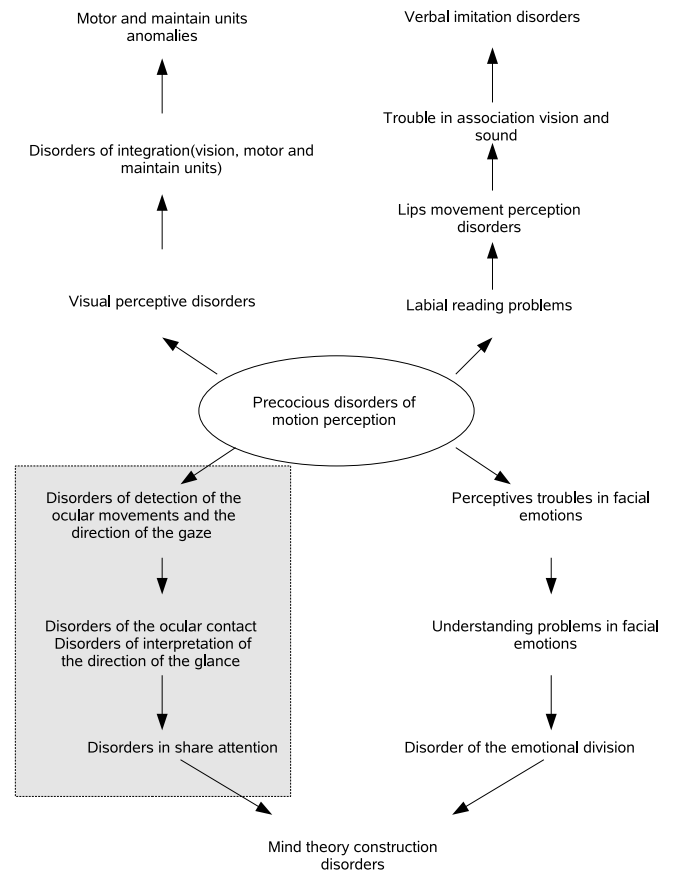 Motor and maintain units
anomalies
Verbal imitation disorders
Disorders of integration(vision, motor and
maintain units)
Trouble in association vision and
sound
Lips movement perception
disorders
Visual perceptive disorders
Labial reading problems
Precocious disorders of
motion perception
Disorders of detection of the
ocular movements and the
direction of the gaze
Perceptives troubles in facial
emotions
Disorders of the ocular contact
Disorders of interpretation of
the direction of the glance
Understanding problems in facial
emotions
Disorders in share attention
Disorder of the emotional division
Mind theory construction
disorders